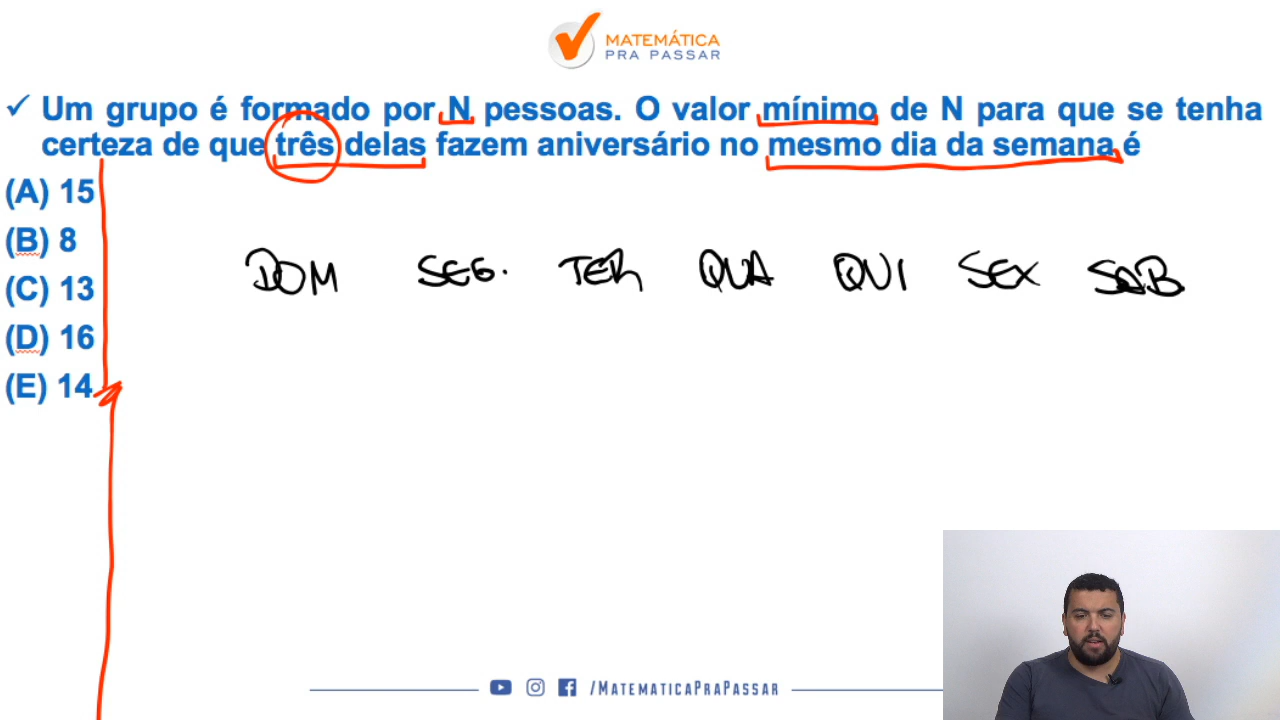 MATEMÁTICA
PRA PASSAR
✓ Um grupo é formado por N pessoas. O valor mínimo de N para que se tenha
certeza de que três delas fazem aniversário no mesmo dia da semana é
(A) 15
(B) 8
(C) 13
(D) 16
(E) 14
DOM SEG. TER QUA QUI SEX SAB
/MATEMATICAPRAPASSAR